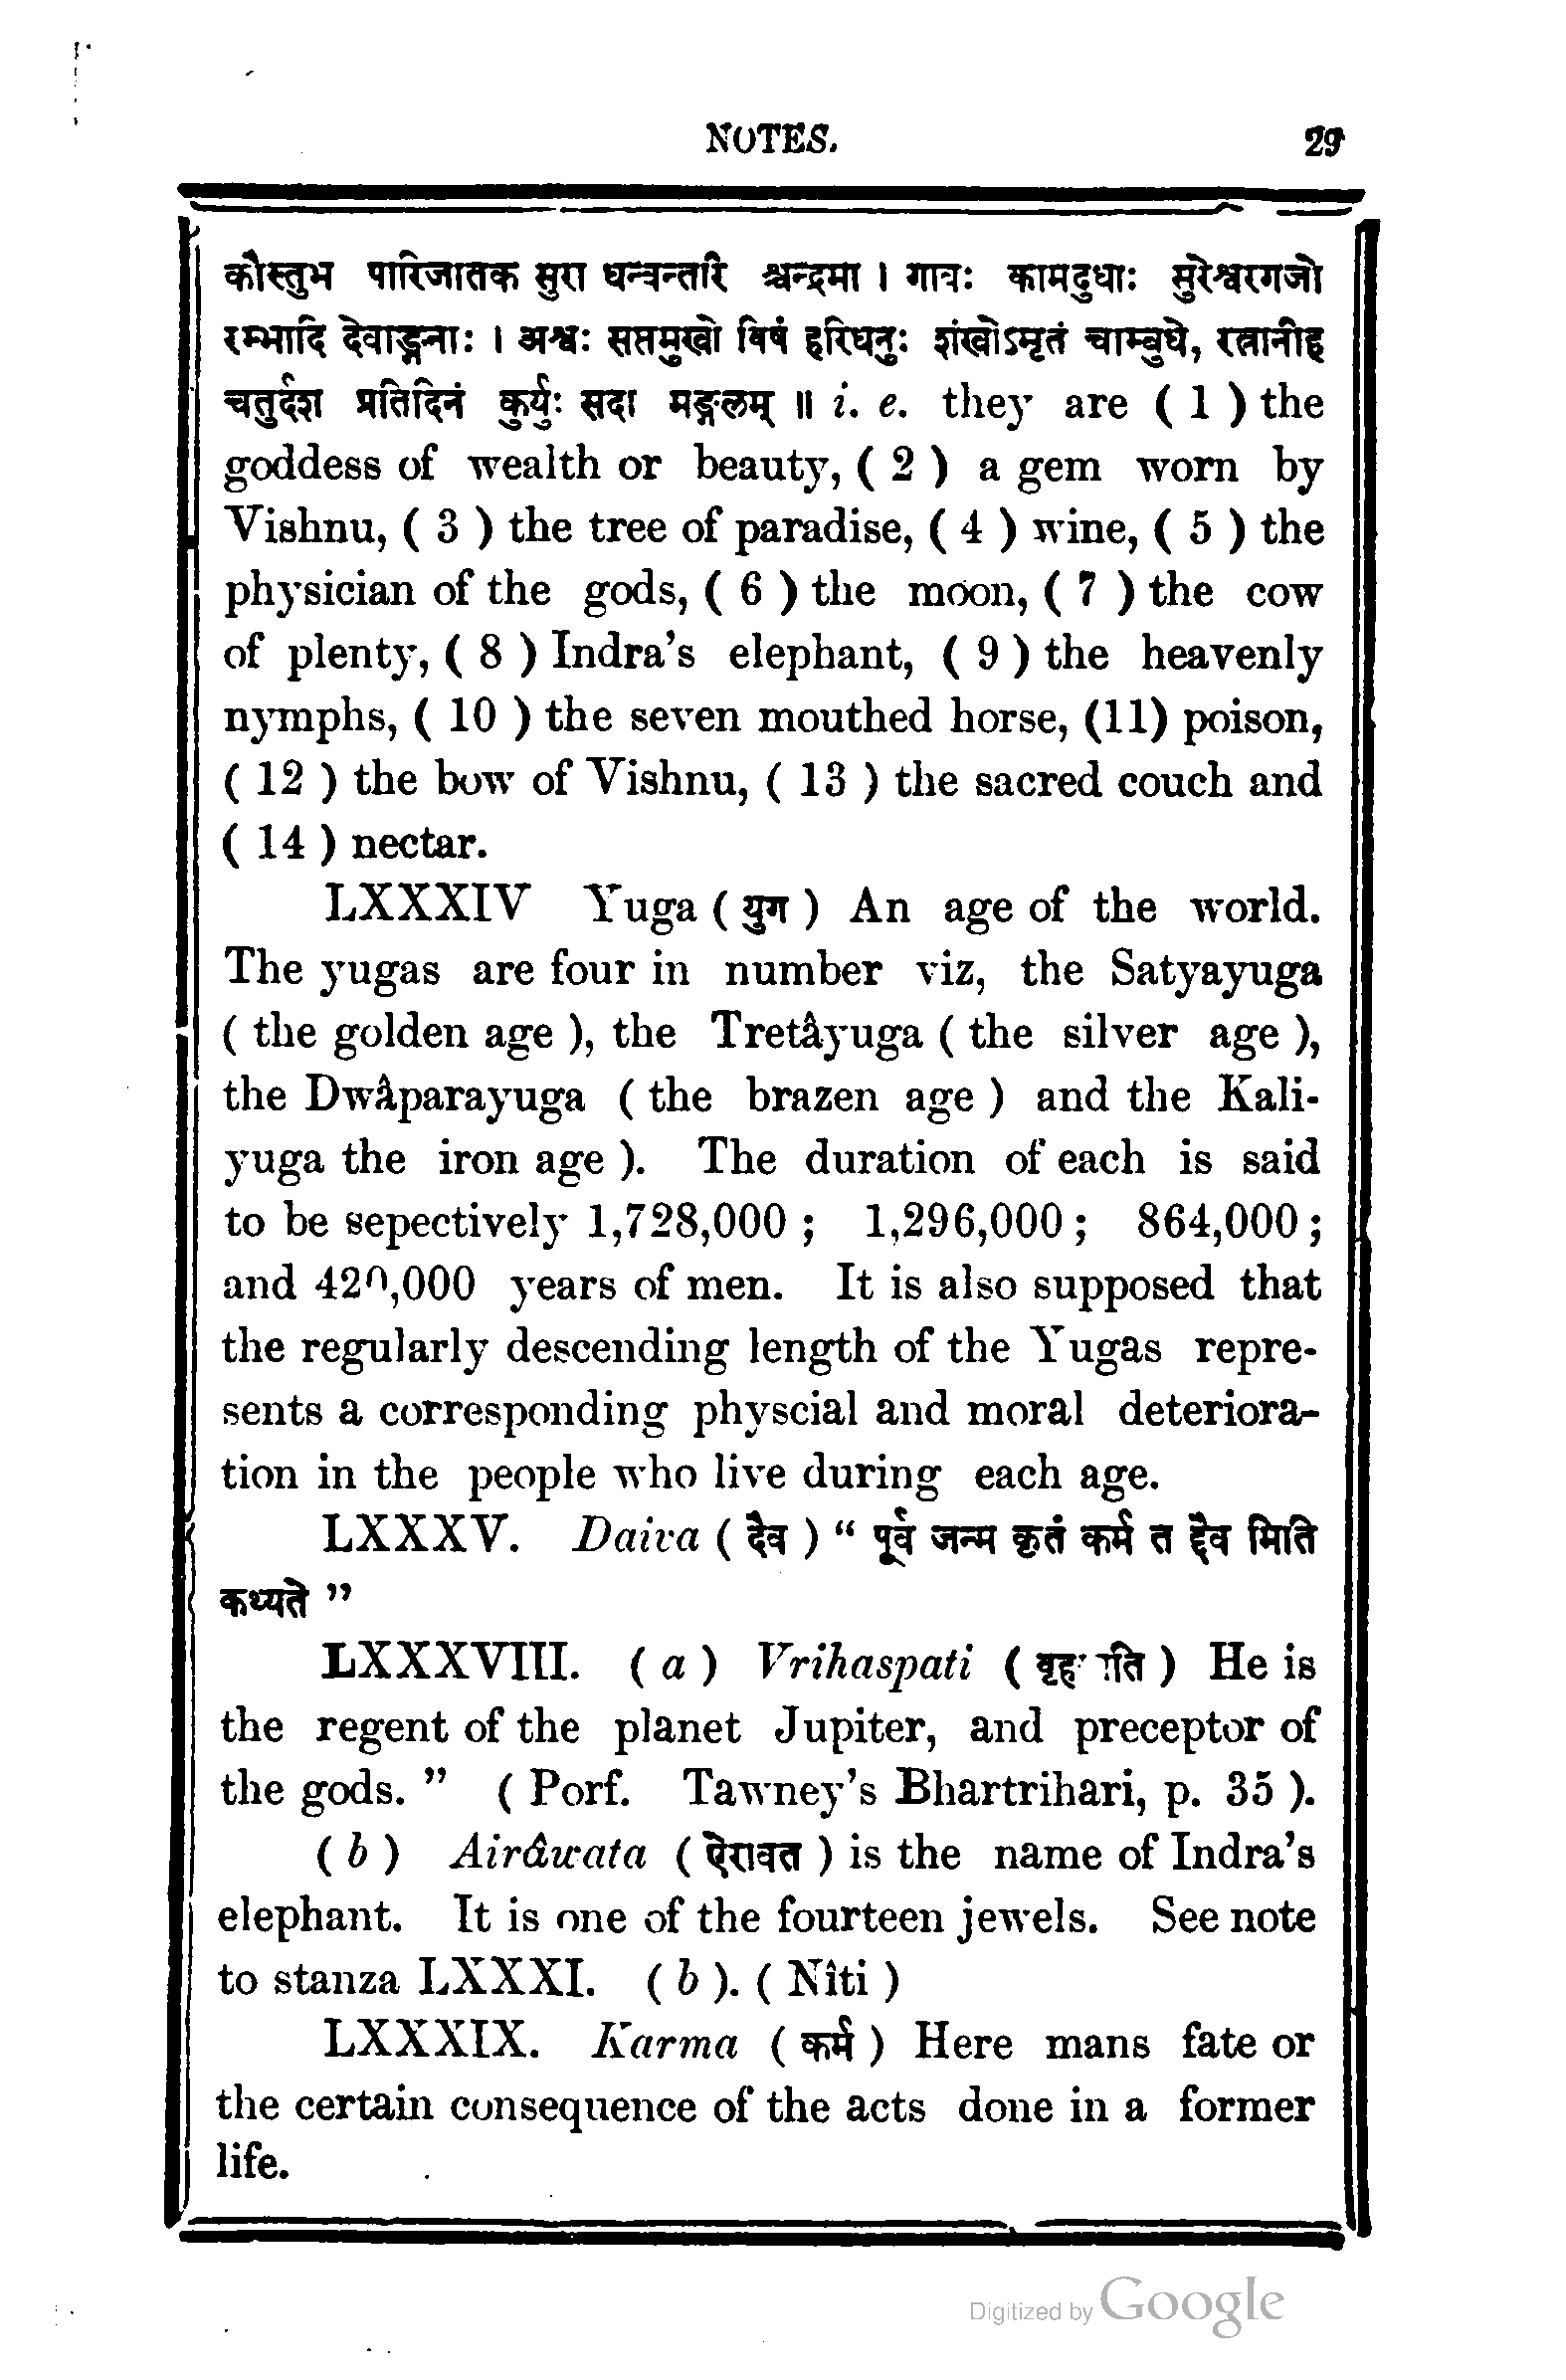 NOTES. 29
कौस्तुभ पारिजातक सुरा धन्वन्तरि श्चन्द्रमा । गावः कामदुधाः सुरेश्वरगजो
रम्भादि देवाङ्गनाः । अश्वः सप्तमुखो विषं हरिधनुः शंखोऽमृतं चाम्बुधे, रत्नानीह
चतुर्दश प्रतिदिनं कुर्युः सदा मङ्गलम् ॥ i. e. they are ( 1 ) the
goddess of wealth or beauty, ( 2 ) a gem worn by
Vishnu, ( 3 ) the tree of paradise, ( 4 ) wine, ( 5 ) the
physician of the gods, ( 6 ) the moon, ( 7 ) the cow
of plenty, ( 8 ) Indra's elephant, ( 9 ) the heavenly
nymphs, ( 10 ) the seven mouthed horse, (11) poison,
( 12 ) the bow of Vishnu, ( 13 ) the sacred couch and
( 14 ) nectar.
LXXXIV Yuga ( युग ) An age of the world.
The yugas are four in number viz, the Satyayuga
( the golden age ), the Tretâyuga ( the silver age ),
the Dwâparayuga ( the brazen age ) and the Kali-
yuga the iron age ). The duration of each is said
to be sepectively 1,728,000 ; 1,296,000 ; 864,000 ;
and 420,000 years of men. It is also supposed that
the regularly descending length of the Yugas repre-
sents a corresponding physcial and moral deteriora-
tion in the people who live during each age.
LXXXV. Daiva ( दैव ) “ पूर्व जन्म कृतं कर्म त द्दैव मिति
कथ्यते ”
LXXXVIII. ( a ) Vrihaspati ( ) He is
the regent of the planet Jupiter, and preceptor of
the gods. ” ( Porf. Tawney's Bhartrihari, p. 35 ).
( b ) Airâwata ( ऐरावत ) is the name of Indra's
elephant. It is one of the fourteen jewels. See note
to stanza LXXXI. ( b ). ( Nîti )
LXXXIX. Karma ( कर्म ) Here mans fate or
the certain consequence of the acts done in a former
life.
Digitized by Google